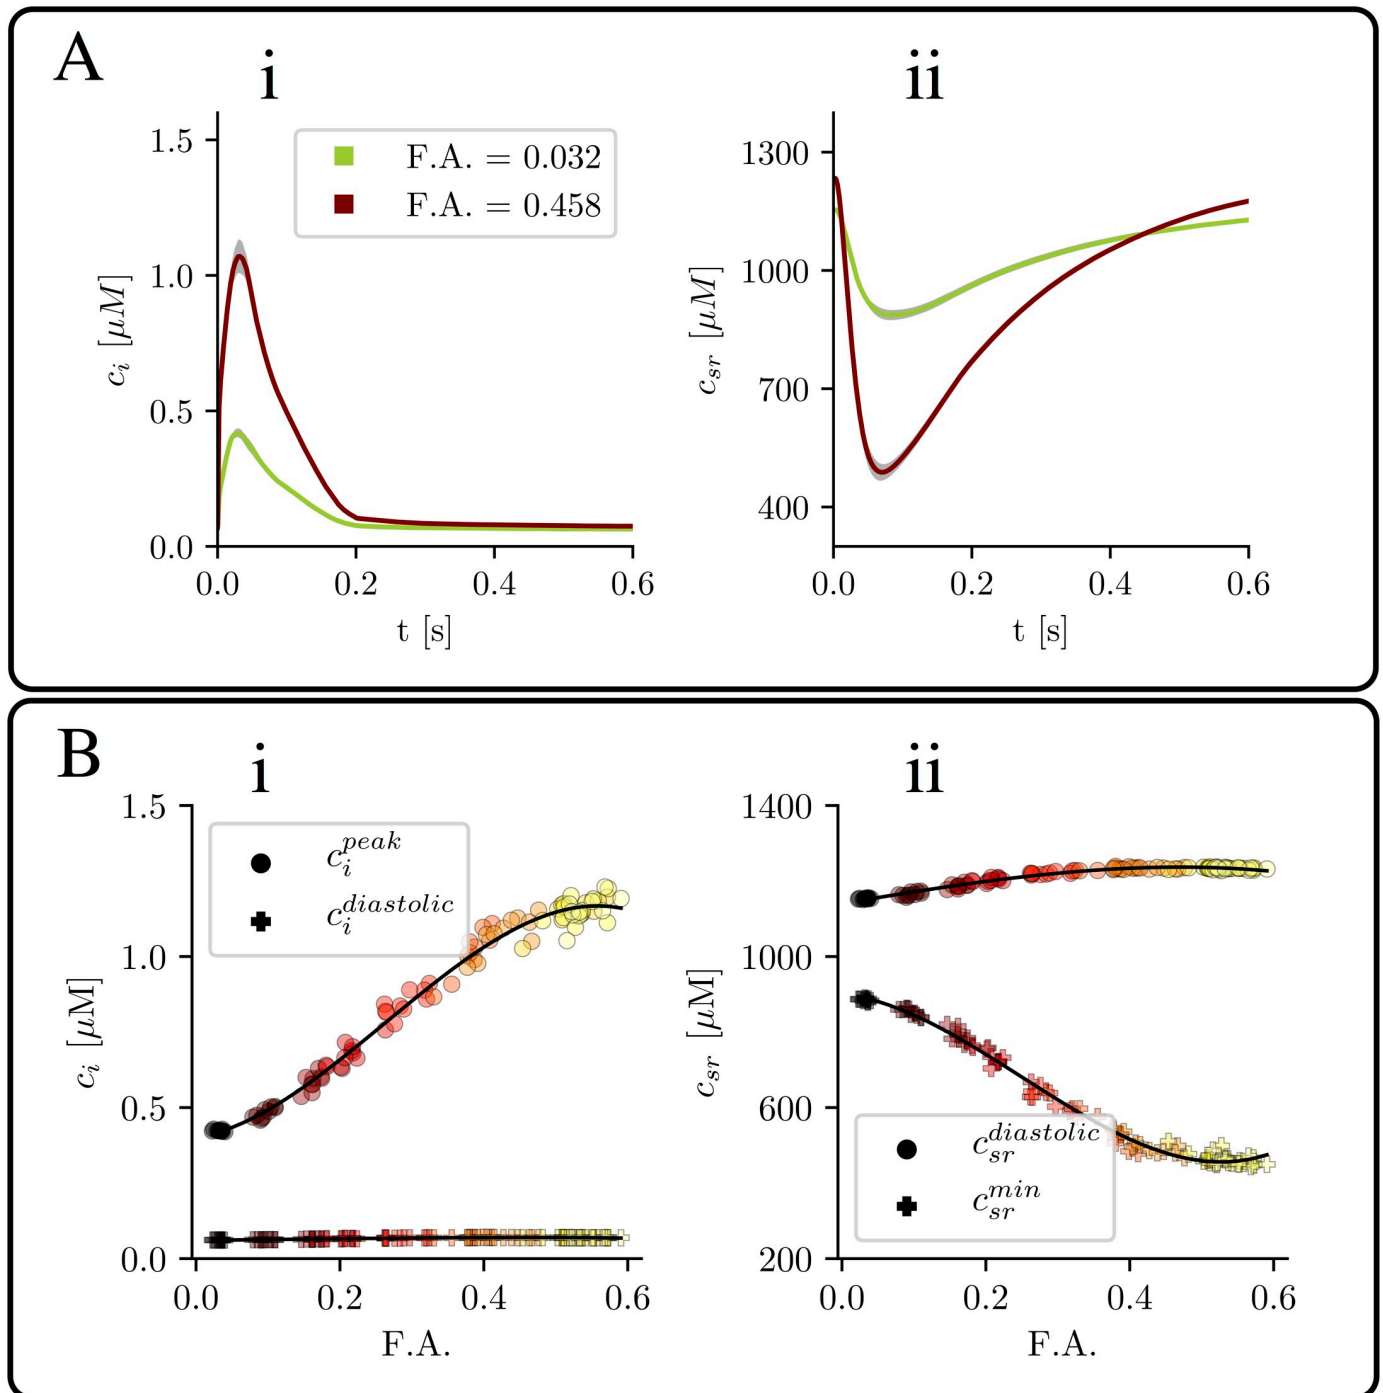 A
i
ii
1.5
1.0
0.5
0.0
c_i [μM]
F.A. = 0.032
F.A. = 0.458
0.0 0.2 0.4 0.6
t [s]
1300
1000
700
400
c_sr [μM]
0.0 0.2 0.4 0.6
t [s]
B
i
ii
1.5
1.0
0.5
0.0
c_i [μM]
c_i^peak
c_i^diastolic
0.0 0.2 0.4 0.6
F.A.
1400
1000
600
200
c_sr [μM]
c_sr^diastolic
c_sr^min
0.0 0.2 0.4 0.6
F.A.